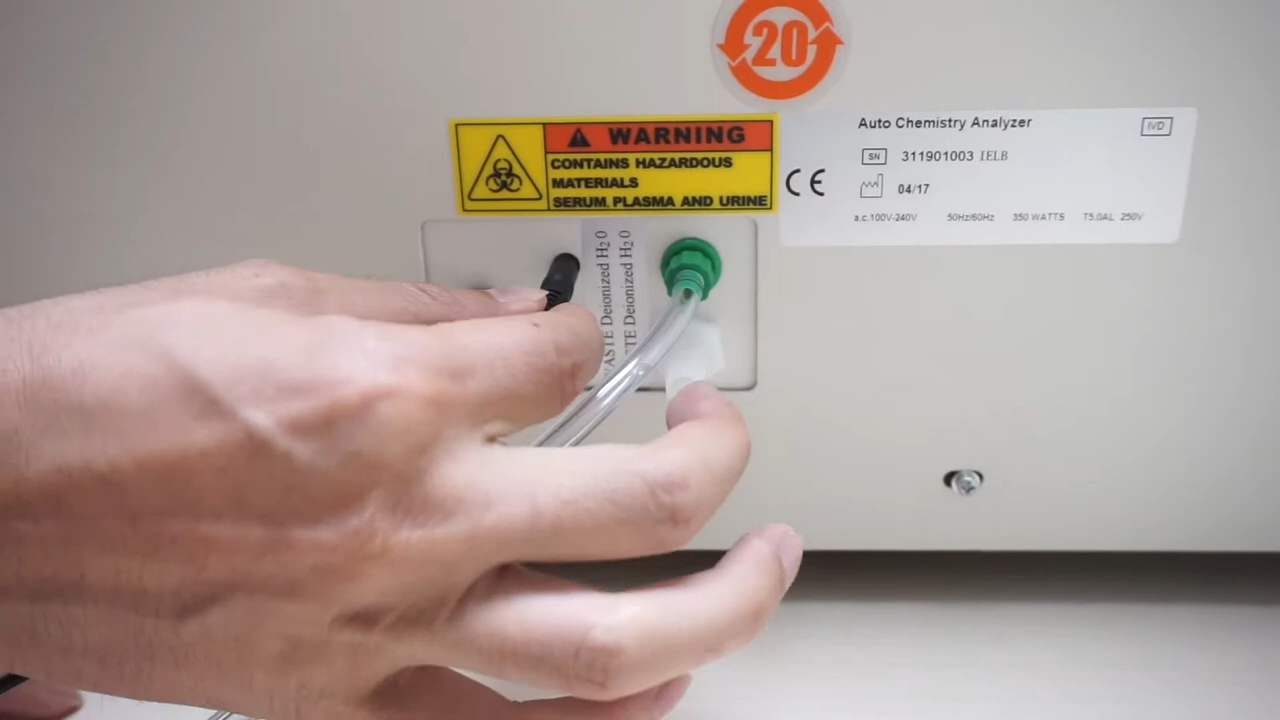 20
WARNING
CONTAINS HAZARDOUS
MATERIALS
SERUM, PLASMA AND URINE
CE
Auto Chemistry Analyzer
IVD
SN 311901003 IELB
04/17
a.c.100V-240V 50Hz/60Hz 350 WATTS T5.0AL 250V
Deionized H2O
Deionized H2O